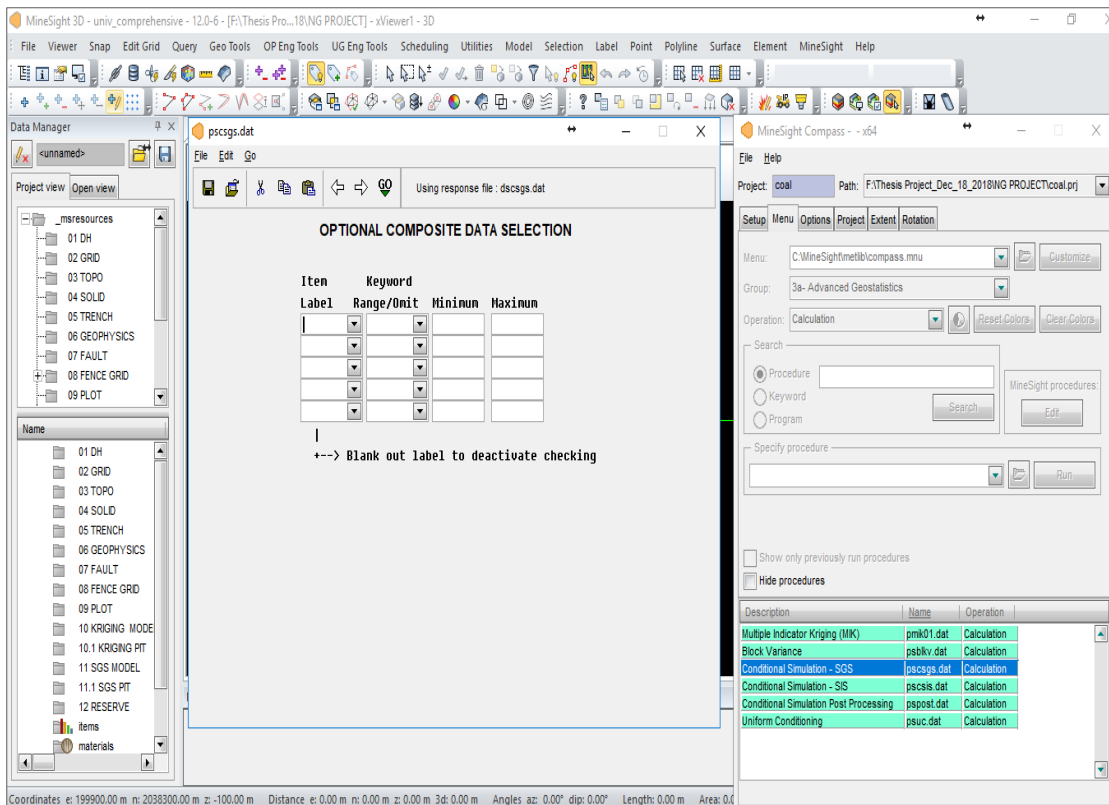 MineSight 3D - univ_comprehensive - 12.0-6 - [F:\Thesis Pro...18\NG PROJECT] - xViewer1 - 3D
File Viewer Snap Edit Grid Query Geo Tools OP Eng Tools UG Eng Tools Scheduling Utilities Model Selection Label Point Polyline Surface Element MineSight Help
Data Manager
<unnamed>
Project view Open view
_msresources
01 DH
02 GRID
03 TOPO
04 SOLID
05 TRENCH
06 GEOPHYSICS
07 FAULT
08 FENCE GRID
09 PLOT
Name
01 DH
02 GRID
03 TOPO
04 SOLID
05 TRENCH
06 GEOPHYSICS
07 FAULT
08 FENCE GRID
09 PLOT
10 KRIGING MODE
10.1 KRIGING PIT
11 SGS MODEL
11.1 SGS PIT
12 RESERVE
items
materials
pscsgs.dat
File Edit Go
GO Using response file : dscsgs.dat
OPTIONAL COMPOSITE DATA SELECTION
Item Keyword
Label Range/Omit Minimum Maximum
+--> Blank out label to deactivate checking
MineSight Compass - - x64
File Help
Project: coal Path: F:\Thesis Project_Dec_18_2018\NG PROJECT\coal.prj
Setup Menu Options Project Extent Rotation
Menu: C:\MineSight\metlib\compass.mnu Customize
Group: 3a- Advanced Geostatistics
Operation: Calculation Reset Colors Clear Colors
Search
Procedure
Keyword
Program
Search
MineSight procedures:
Edit
Specify procedure
Run
Show only previously run procedures
Hide procedures
Description Name Operation
Multiple Indicator Kriging (MIK) pmik01.dat Calculation
Block Variance psblkv.dat Calculation
Conditional Simulation - SGS pscsgs.dat Calculation
Conditional Simulation - SIS pscsis.dat Calculation
Conditional Simulation Post Processing pspost.dat Calculation
Uniform Conditioning psuc.dat Calculation
Coordinates e: 199900.00 m n: 2038300.00 m z: -100.00 m Distance e: 0.00 m n: 0.00 m z: 0.00 m 3d: 0.00 m Angles az: 0.00° dip: 0.00° Length: 0.00 m Area: 0.0